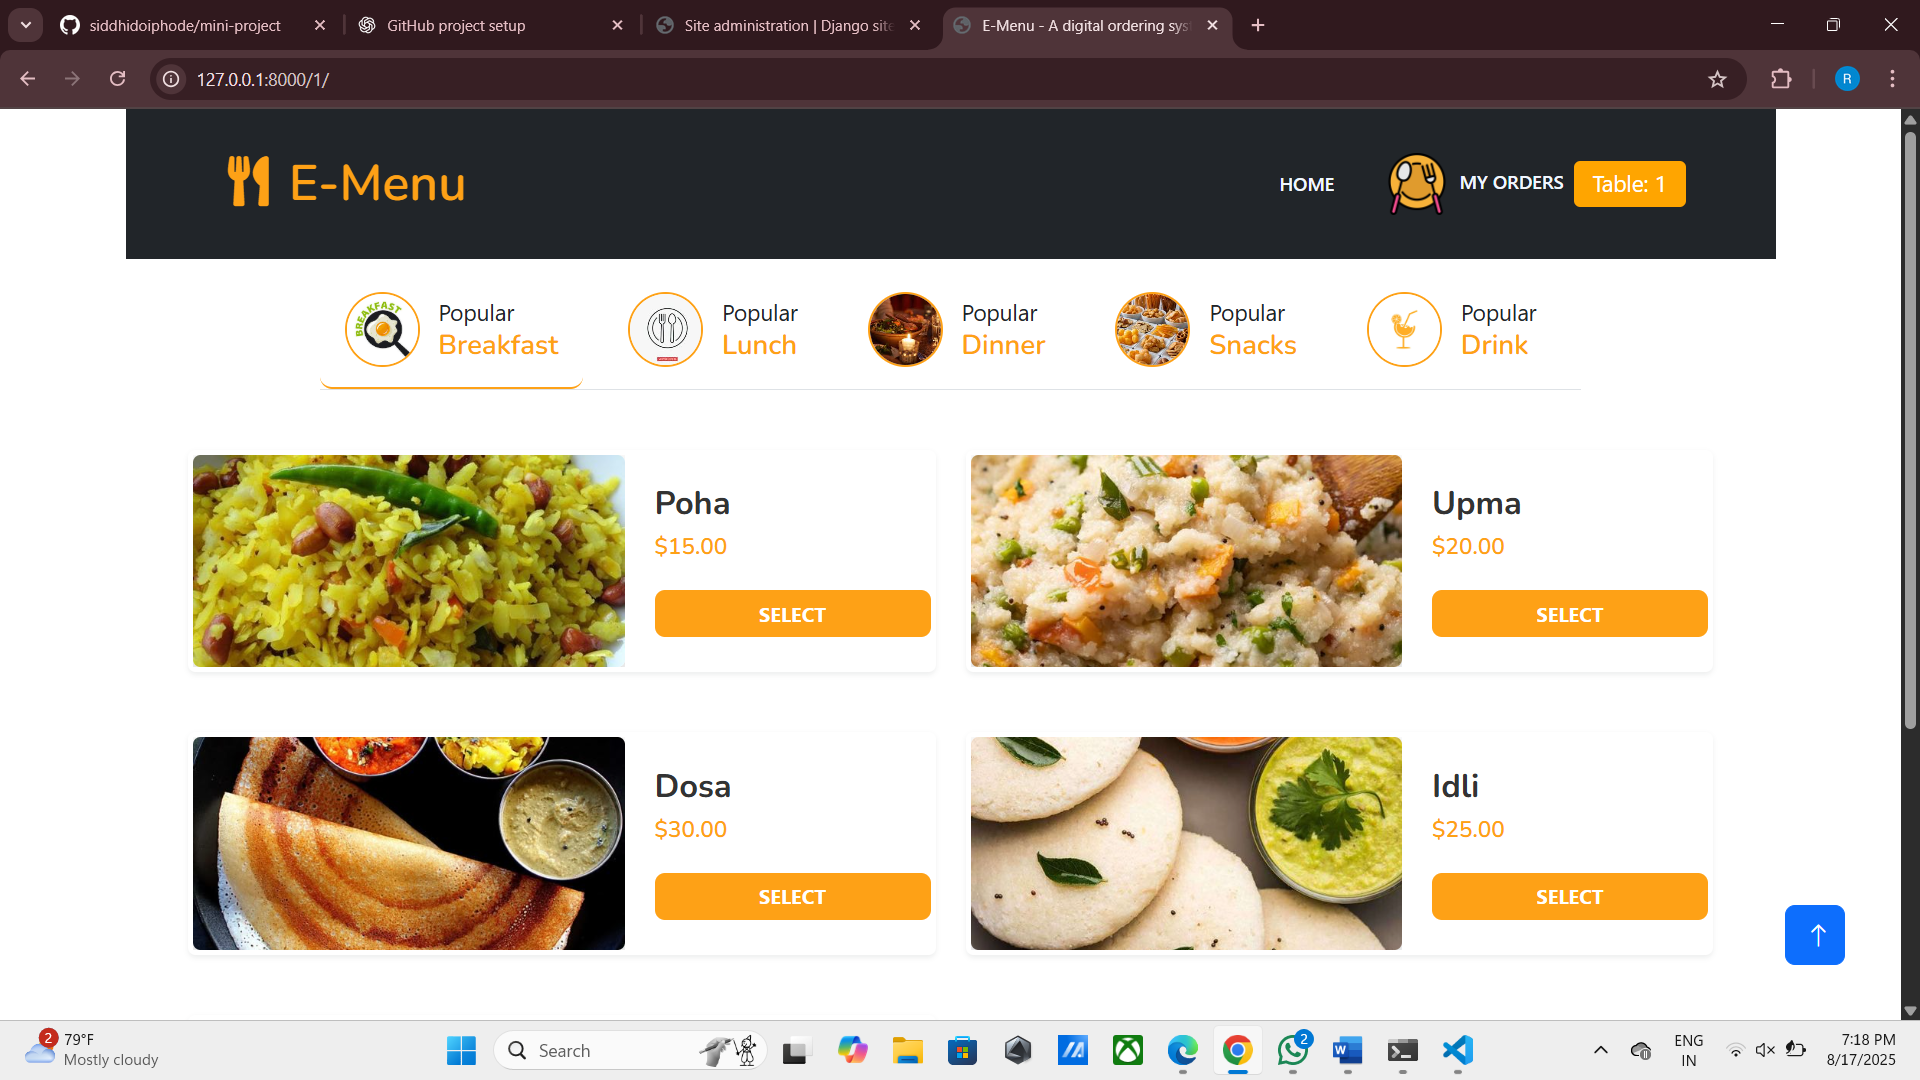 siddhidoiphode/mini-project
GitHub project setup
Site administration | Django site
E-Menu - A digital ordering sys
127.0.0.1:8000/1/
R
E-Menu
HOME
MY ORDERS
Table: 1
BREAKFAST
Popular
Breakfast
Popular
Lunch
Popular
Dinner
Popular
Snacks
Popular
Drink
Poha
$15.00
SELECT
Upma
$20.00
SELECT
Dosa
$30.00
SELECT
Idli
$25.00
SELECT
2
79°F
Mostly cloudy
Search
2
W
ENG
IN
7:18 PM
8/17/2025